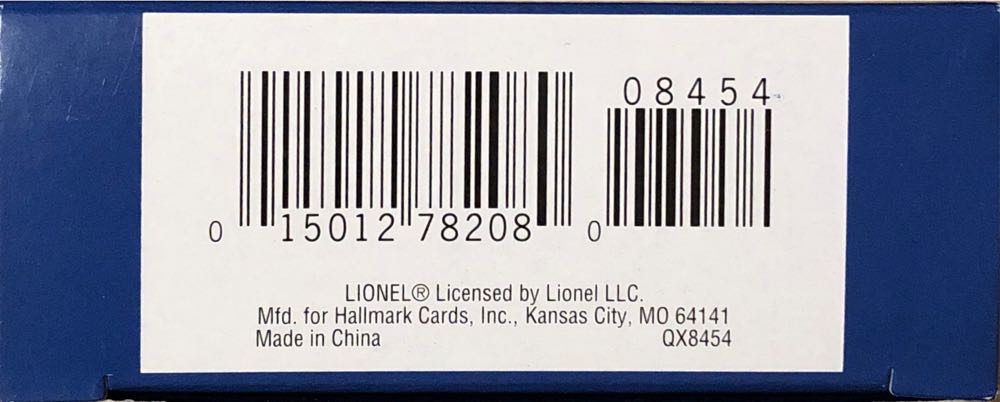 08454
0 15012 78208 0
LIONEL® Licensed by Lionel LLC.
Mfd. for Hallmark Cards, Inc., Kansas City, MO 64141
Made in China QX8454